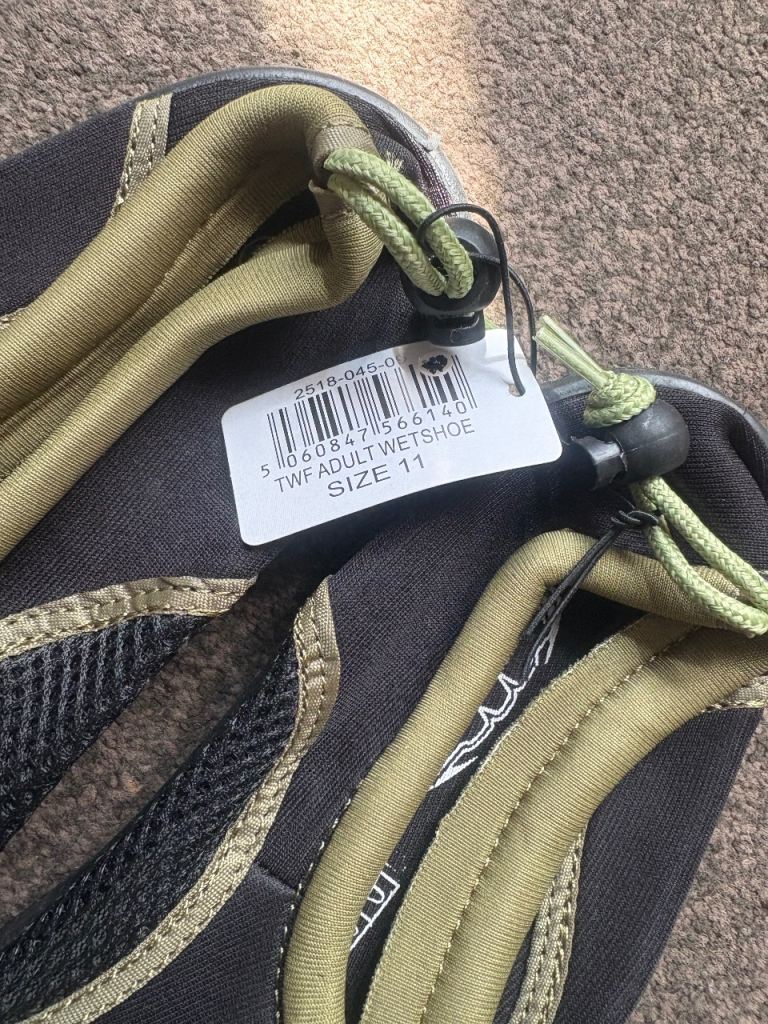 2518-045-0
5 060847 566140
TWF ADULT WETSHOE
SIZE 11